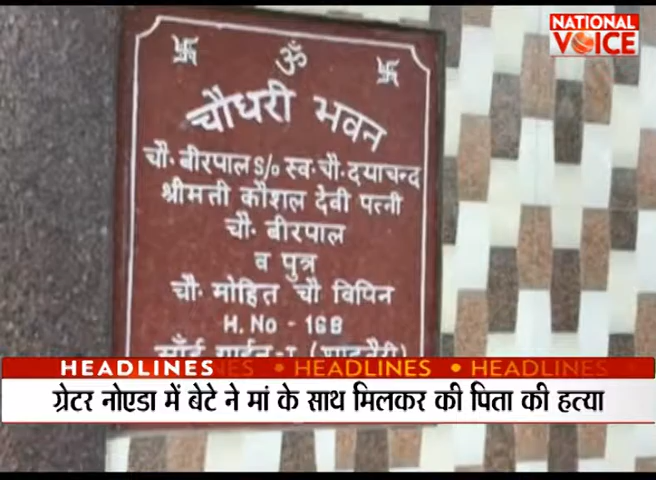 NATIONAL
VOICE
ॐ
चौधरी भवन
चौ. बीरपाल S/o स्व. चौ. दयाचन्द
श्रीमती कौशल देवी पत्नी
चौ. बीरपाल
व पुत्र
चौ. मोहित चौ विपिन
H. No - 168
साँई गार्डन-I
HEADLINES HEADLINES HEADLINES
ग्रेटर नोएडा में बेटे ने मां के साथ मिलकर की पिता की हत्या